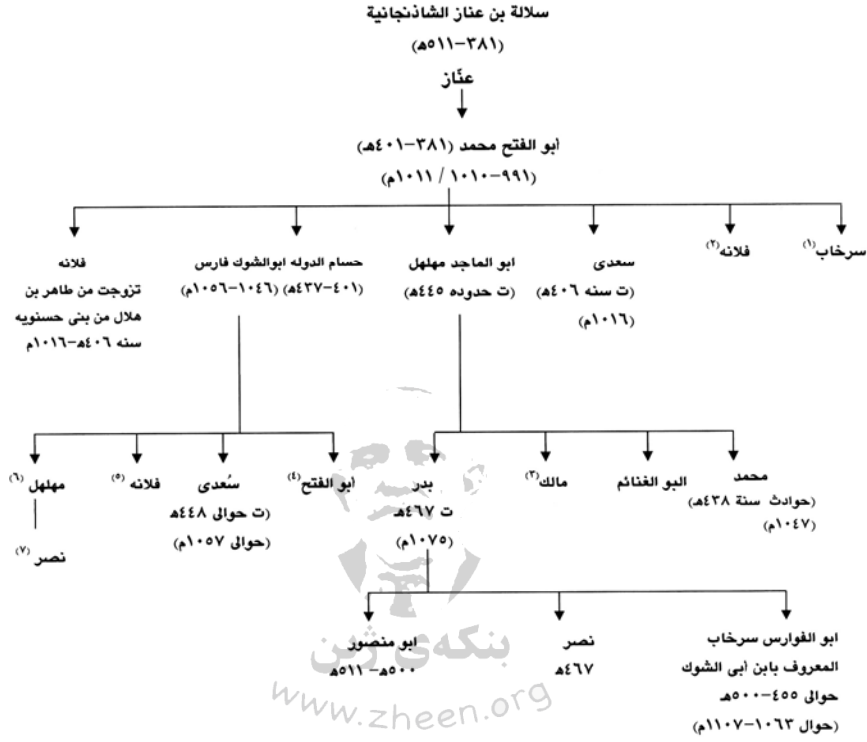 سلالة بن عناز الشاذنجانية
(٣٨١–٥١١هـ)
عنّاز
أبو الفتح محمد (٣٨١–٤٠١هـ)
(٩٩١–١٠١٠ / ١٠١١م)
سرخاب (١)
فلانه (٢)
سعدى
(ت سنه ٤٠٦هـ)
(١٠١٦م)
ابو الماجد مهلهل
(ت حدوده ٤٤٥هـ)
حسام الدوله ابوالشوك فارس
(٤٠١–٤٣٧هـ) (١٠٤٦–١٠٥٦م)
فلانه
تزوجت من طاهر بن
هلال من بنى حسنويه
سنه ٤٠٦هـ–١٠١٦م
محمد
(حوادث سنة ٤٣٨هـ)
(١٠٤٧م)
البو الغنائم
مالك (٣)
بدر
ت ٤٦٧هـ
(١٠٧٥م)
أبو الفتح (٤)
سُعدى
(ت حوالى ٤٤٨هـ
(حوالى ١٠٥٧م)
فلانه (٥)
مهلهل (٦)
نصر (٧)
ابو الفوارس سرخاب
المعروف بابن أبى الشوك
حوالى ٤٥٥–٥٠٠هـ
(حوال ١٠٦٣–١١٠٧م)
نصر
٤٦٧هـ
ابو منصور
٥٠٠هـ–٥١١هـ
بنكەى ژین
www.zheen.org